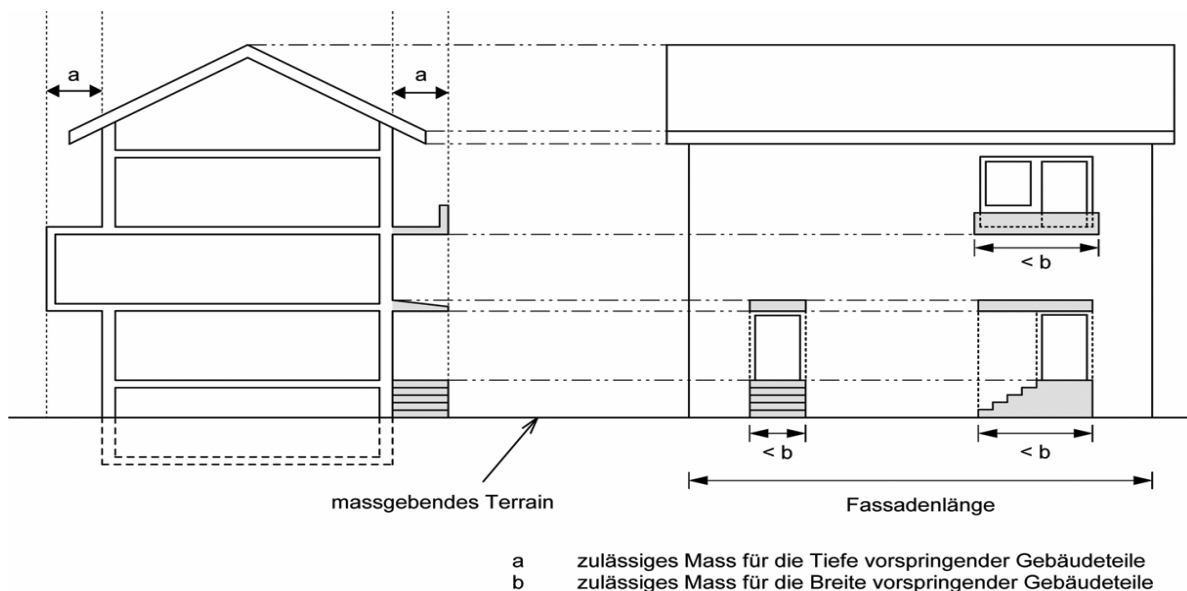 a
a
< b
< b
< b
massgebendes Terrain
Fassadenlänge
a zulässiges Mass für die Tiefe vorspringender Gebäudeteile
b zulässiges Mass für die Breite vorspringender Gebäudeteile